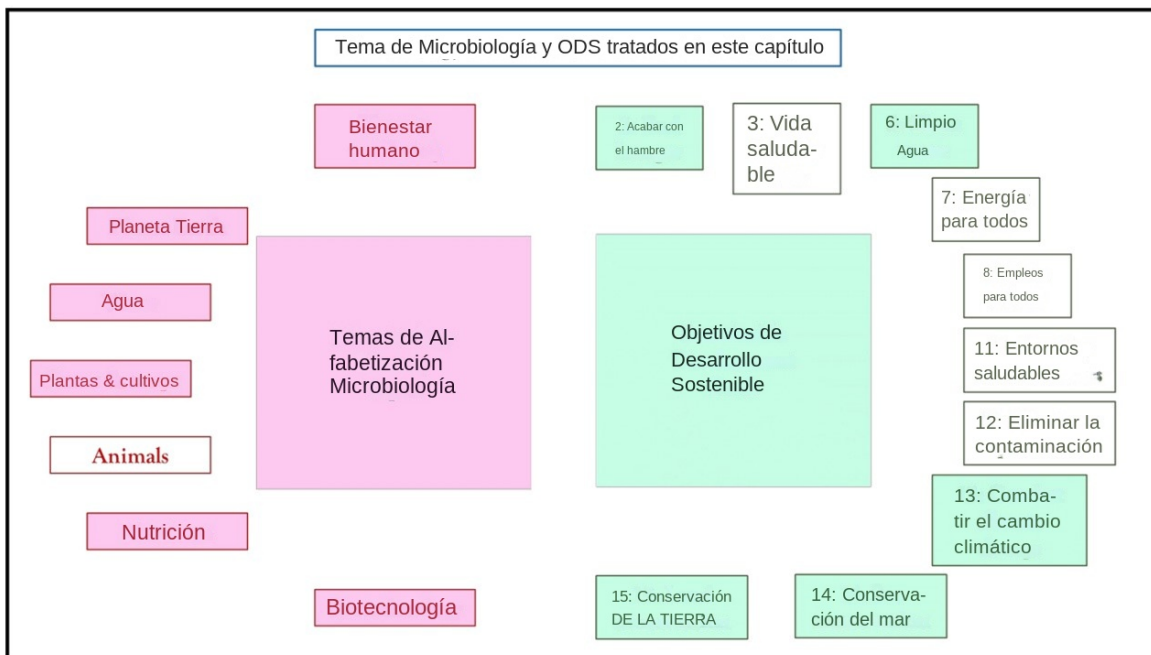 Tema de Microbiología y ODS tratados en este capítulo
Bienestar
humano
2: Acabar con
el hambre
3: Vida
saluda-
ble
6: Limpio
Agua
Planeta Tierra
7: Energía
para todos
Agua
8: Empleos
para todos
Temas de Al-
fabetización
Microbiología
Objetivos de
Desarrollo
Sostenible
11: Entornos
saludables
Plantas & cultivos
12: Eliminar la
contaminación
Animals
13: Comba-
tir el cambio
climático
Nutrición
Biotecnología
15: Conservación
DE LA TIERRA
14: Conserva-
ción del mar